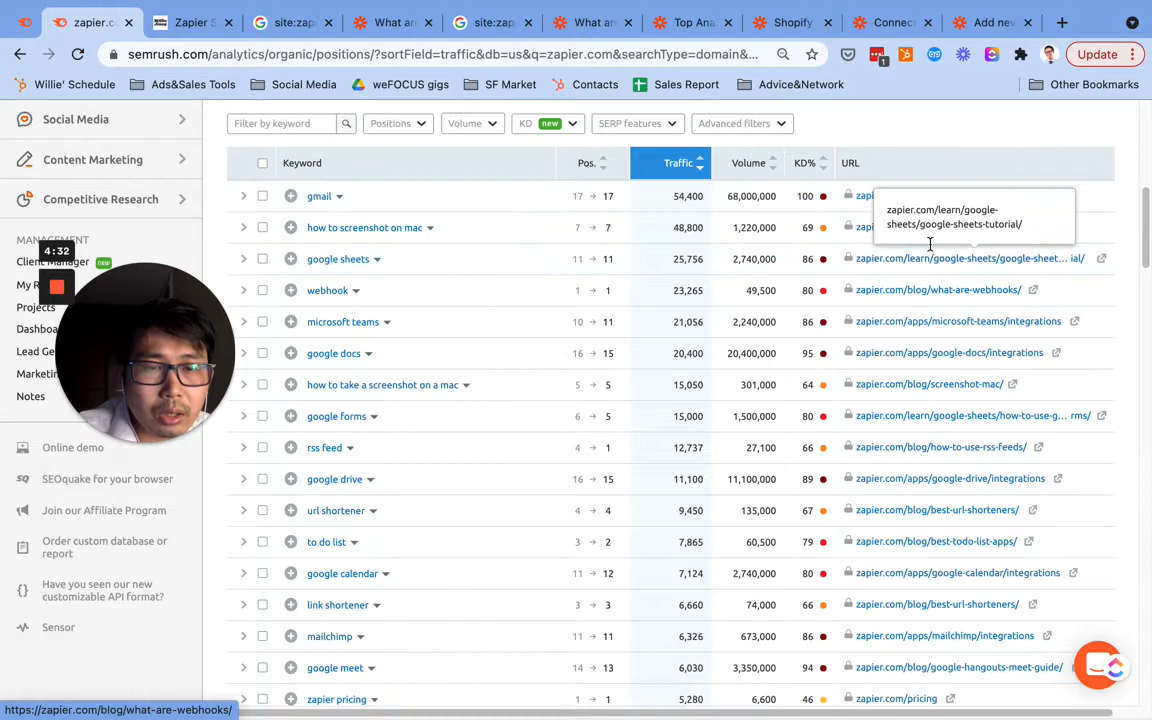 zapier.c
Zapier S
site:zap
What are
site:zap
What are
Top Ana
Shopify
Connect
Add new
semrush.com/analytics/organic/positions/?sortField=traffic&db=us&q=zapier.com&searchType=domain&...
1
Update
Willie' Schedule
Ads&Sales Tools
Social Media
weFOCUS gigs
SF Market
Contacts
Sales Report
Advice&Network
Other Bookmarks
Social Media
Content Marketing
Competitive Research
MANAGEMENT
4:32
Client Manager new
My R
Projects
Dashboa
Lead Ge
Marketin
Notes
Online demo
SEOquake for your browser
Join our Affiliate Program
Order custom database or
report
Have you seen our new
customizable API format?
Sensor
Filter by keyword
Positions
Volume
KD new
SERP features
Advanced filters
Keyword Pos. Traffic Volume KD% URL
gmail 17 → 17 54,400 68,000,000 100 zap
how to screenshot on mac 7 → 7 48,800 1,220,000 69 zap
zapier.com/learn/google-
sheets/google-sheets-tutorial/
google sheets 11 → 11 25,756 2,740,000 86 zapier.com/learn/google-sheets/google-sheet... ial/
webhook 1 → 1 23,265 49,500 80 zapier.com/blog/what-are-webhooks/
microsoft teams 10 → 11 21,056 2,240,000 86 zapier.com/apps/microsoft-teams/integrations
google docs 16 → 15 20,400 20,400,000 95 zapier.com/apps/google-docs/integrations
how to take a screenshot on a mac 5 → 5 15,050 301,000 64 zapier.com/blog/screenshot-mac/
google forms 6 → 5 15,000 1,500,000 80 zapier.com/learn/google-sheets/how-to-use-g... rms/
rss feed 4 → 1 12,737 27,100 66 zapier.com/blog/how-to-use-rss-feeds/
google drive 16 → 15 11,100 11,100,000 89 zapier.com/apps/google-drive/integrations
url shortener 4 → 4 9,450 135,000 67 zapier.com/blog/best-url-shorteners/
to do list 3 → 2 7,865 60,500 79 zapier.com/blog/best-todo-list-apps/
google calendar 11 → 12 7,124 2,740,000 80 zapier.com/apps/google-calendar/integrations
link shortener 3 → 3 6,660 74,000 66 zapier.com/blog/best-url-shorteners/
mailchimp 11 → 11 6,326 673,000 86 zapier.com/apps/mailchimp/integrations
google meet 14 → 13 6,030 3,350,000 94 zapier.com/blog/google-hangouts-meet-guide/
zapier pricing 1 → 1 5,280 6,600 46 zapier.com/pricing
https://zapier.com/blog/what-are-webhooks/